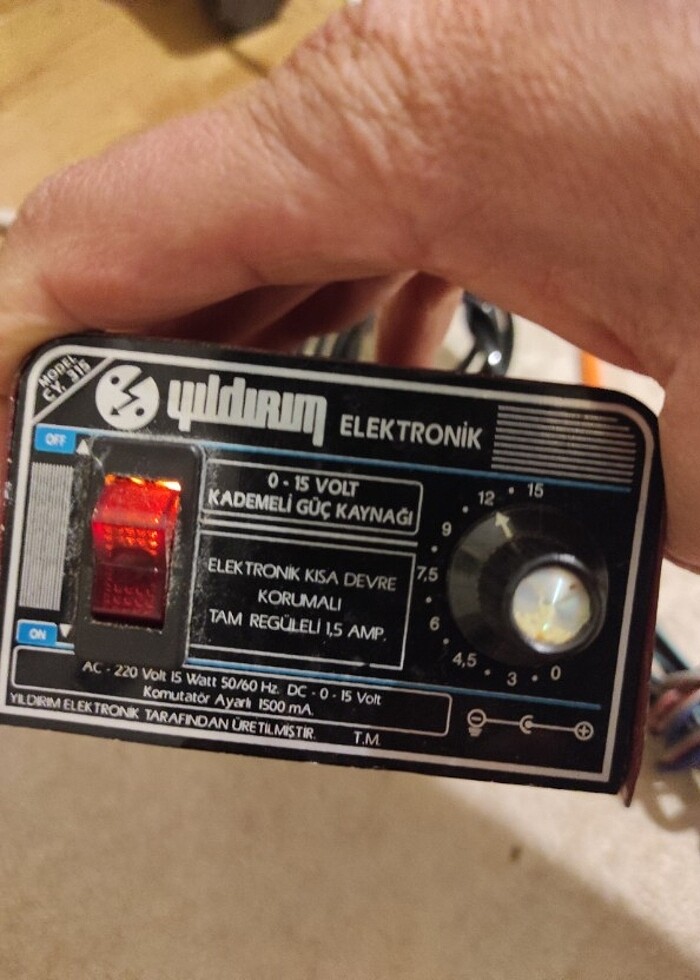 MODEL
CY. 315
yıldırım ELEKTRONİK
OFF
0 - 15 VOLT
KADEMELİ GÜÇ KAYNAĞI
ELEKTRONİK KISA DEVRE
KORUMALI
TAM REGÜLELİ 1,5 AMP.
ON
15
12
9
7,5
6
4,5
3
0
AC - 220 Volt 15 Watt 50/60 Hz. DC - 0 - 15 Volt
Komutatör Ayarlı 1500 mA.
YILDIRIM ELEKTRONİK TARAFINDAN ÜRETİLMİŞTİR. T.M.